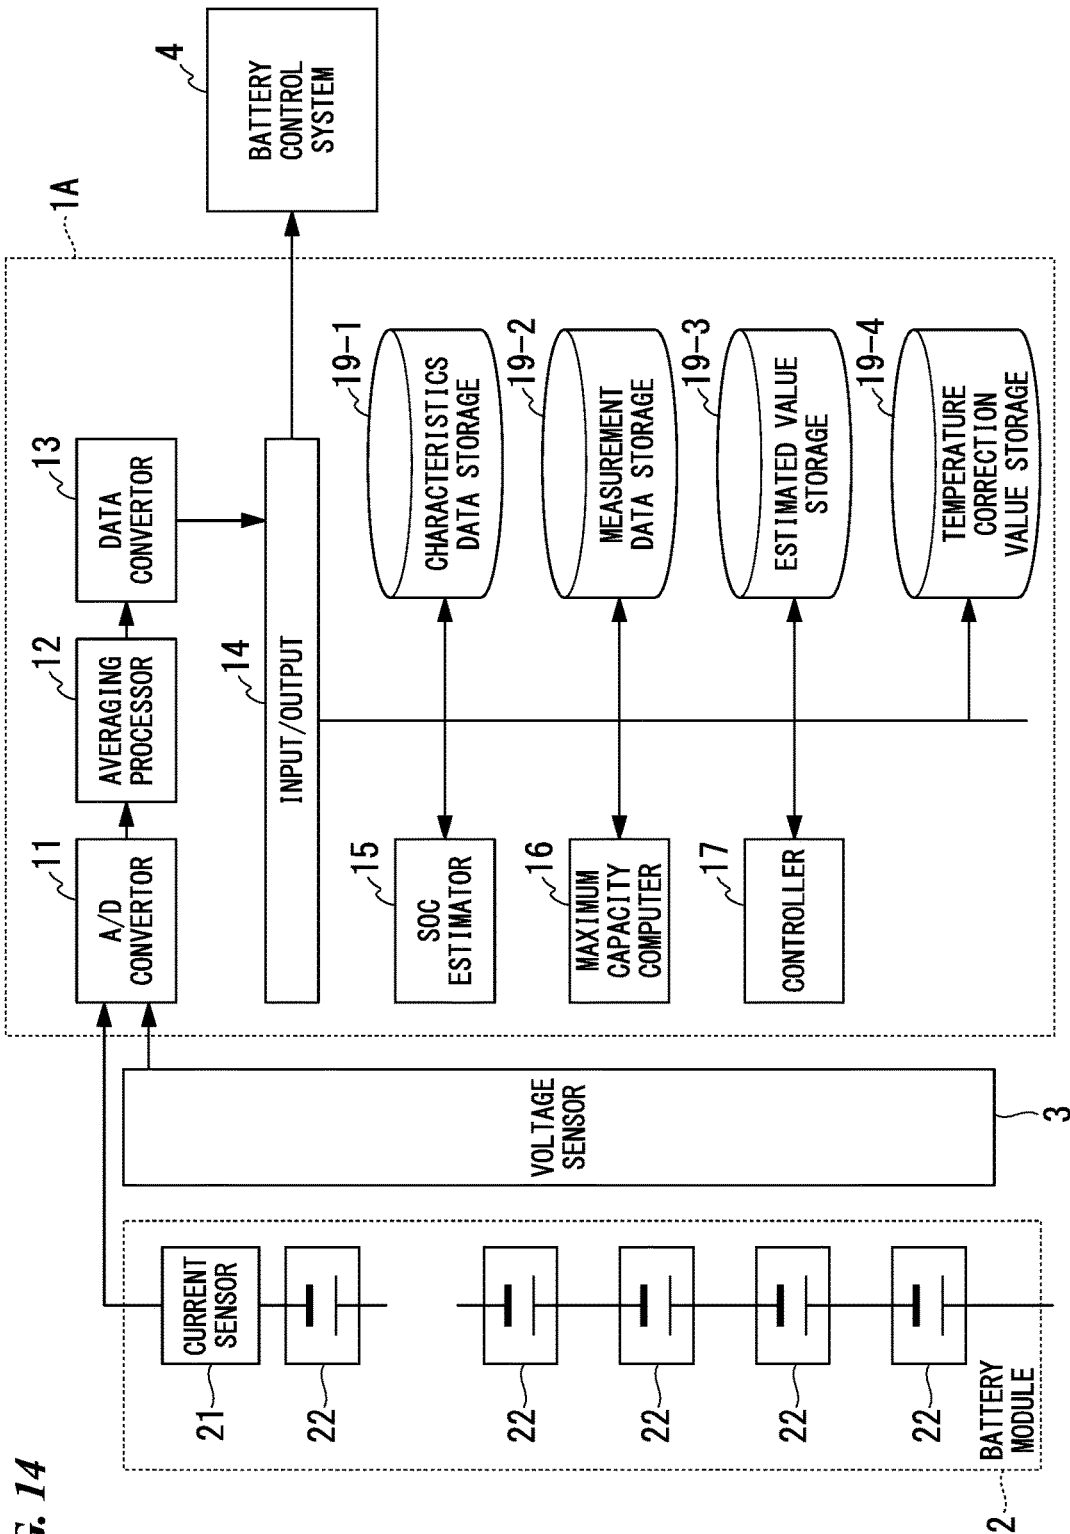 G. 14
1A
4
BATTERY
CONTROL
SYSTEM
11
A/D
CONVERTOR
12
AVERAGING
PROCESSOR
13
DATA
CONVERTOR
14
INPUT/OUTPUT
15
SOC
ESTIMATOR
19-1
CHARACTERISTICS
DATA STORAGE
16
MAXIMUM
CAPACITY
COMPUTER
19-2
MEASUREMENT
DATA STORAGE
17
CONTROLLER
19-3
ESTIMATED VALUE
STORAGE
19-4
TEMPERATURE
CORRECTION
VALUE STORAGE
VOLTAGE
SENSOR
3
21
CURRENT
SENSOR
22
22
22
22
22
BATTERY
MODULE
2